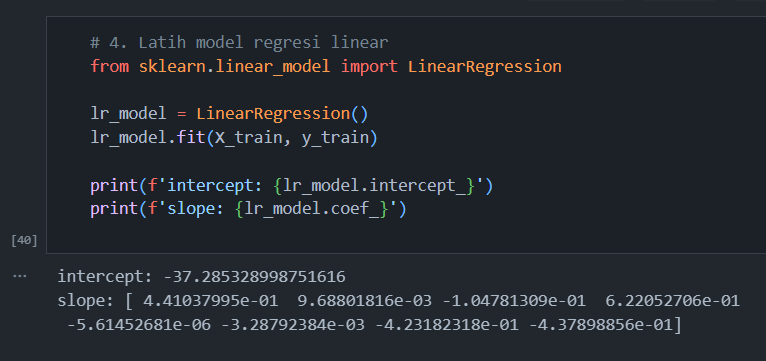 # 4. Latih model regresi linear
from sklearn.linear_model import LinearRegression
lr_model = LinearRegression()
lr_model.fit(X_train, y_train)
print(f'intercept: {lr_model.intercept_}')
print(f'slope: {lr_model.coef_}')
[40]
...
intercept: -37.285328998751616
slope: [ 4.41037995e-01  9.68801816e-03 -1.04781309e-01  6.22052706e-01
 -5.61452681e-06 -3.28792384e-03 -4.23182318e-01 -4.37898856e-01]